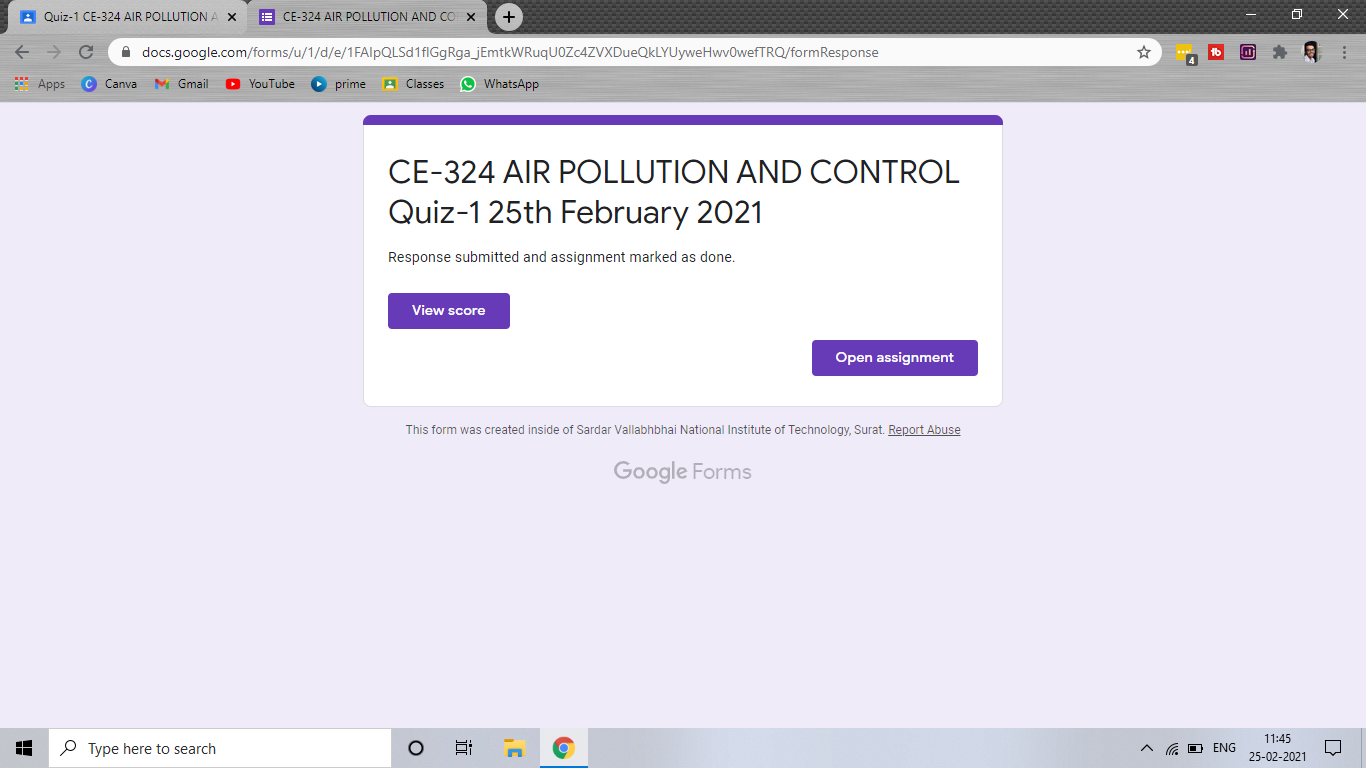 Quiz-1 CE-324 AIR POLLUTION A
CE-324 AIR POLLUTION AND CO
docs.google.com/forms/u/1/d/e/1FAIpQLSd1fIGgRga_jEmtkWRuqU0Zc4ZVXDueQkLYUyweHwv0wefTRQ/formResponse
4
Apps Canva Gmail YouTube prime Classes WhatsApp
CE-324 AIR POLLUTION AND CONTROL
Quiz-1 25th February 2021
Response submitted and assignment marked as done.
View score
Open assignment
This form was created inside of Sardar Vallabhbhai National Institute of Technology, Surat. Report Abuse
Google Forms
Type here to search
ENG
11:45
25-02-2021